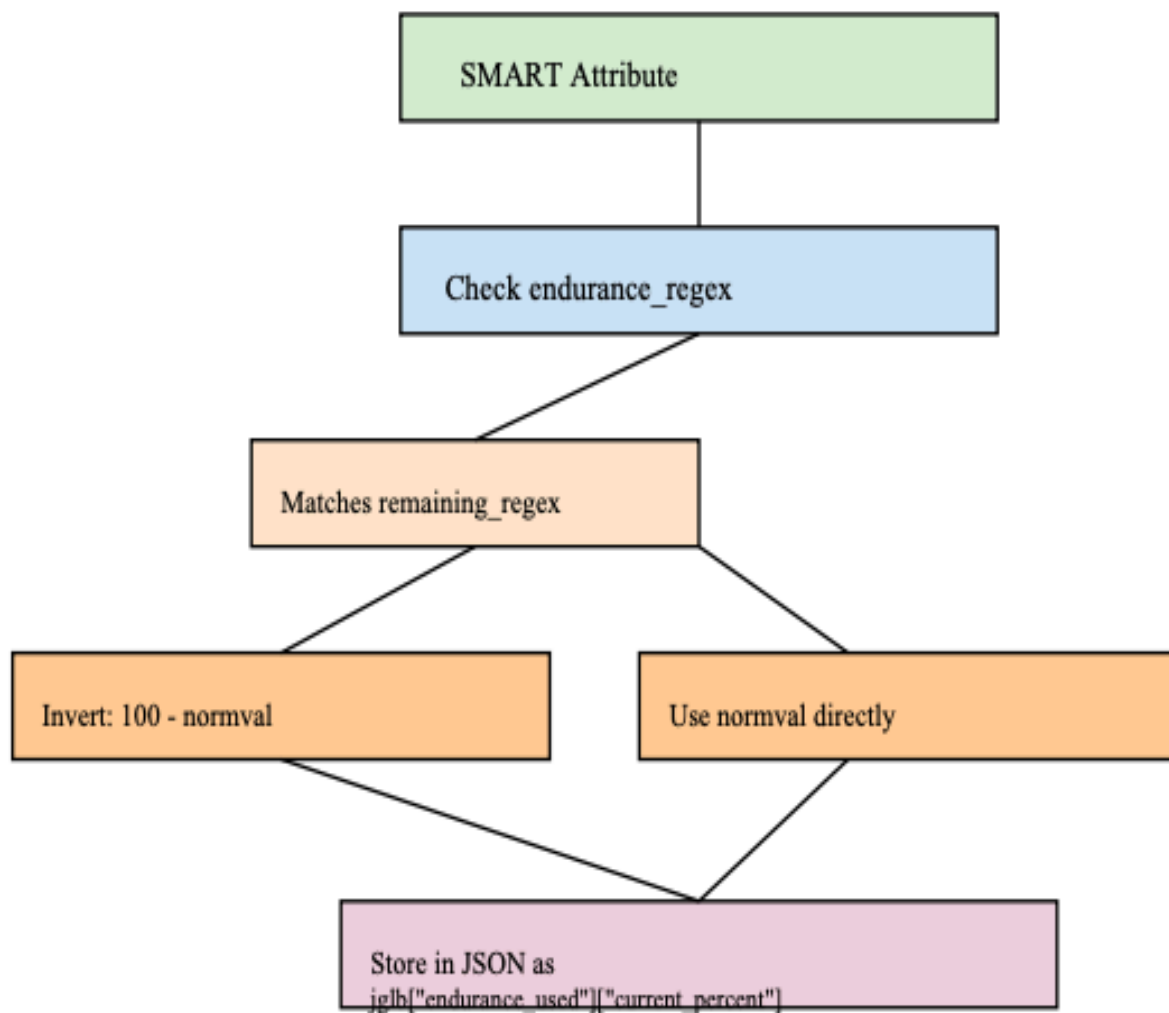 SMART Attribute
Check endurance_regex
Matches remaining_regex
Invert: 100 - normval
Use normval directly
Store in JSON as
jglb["endurance_used"]["current_percent"]